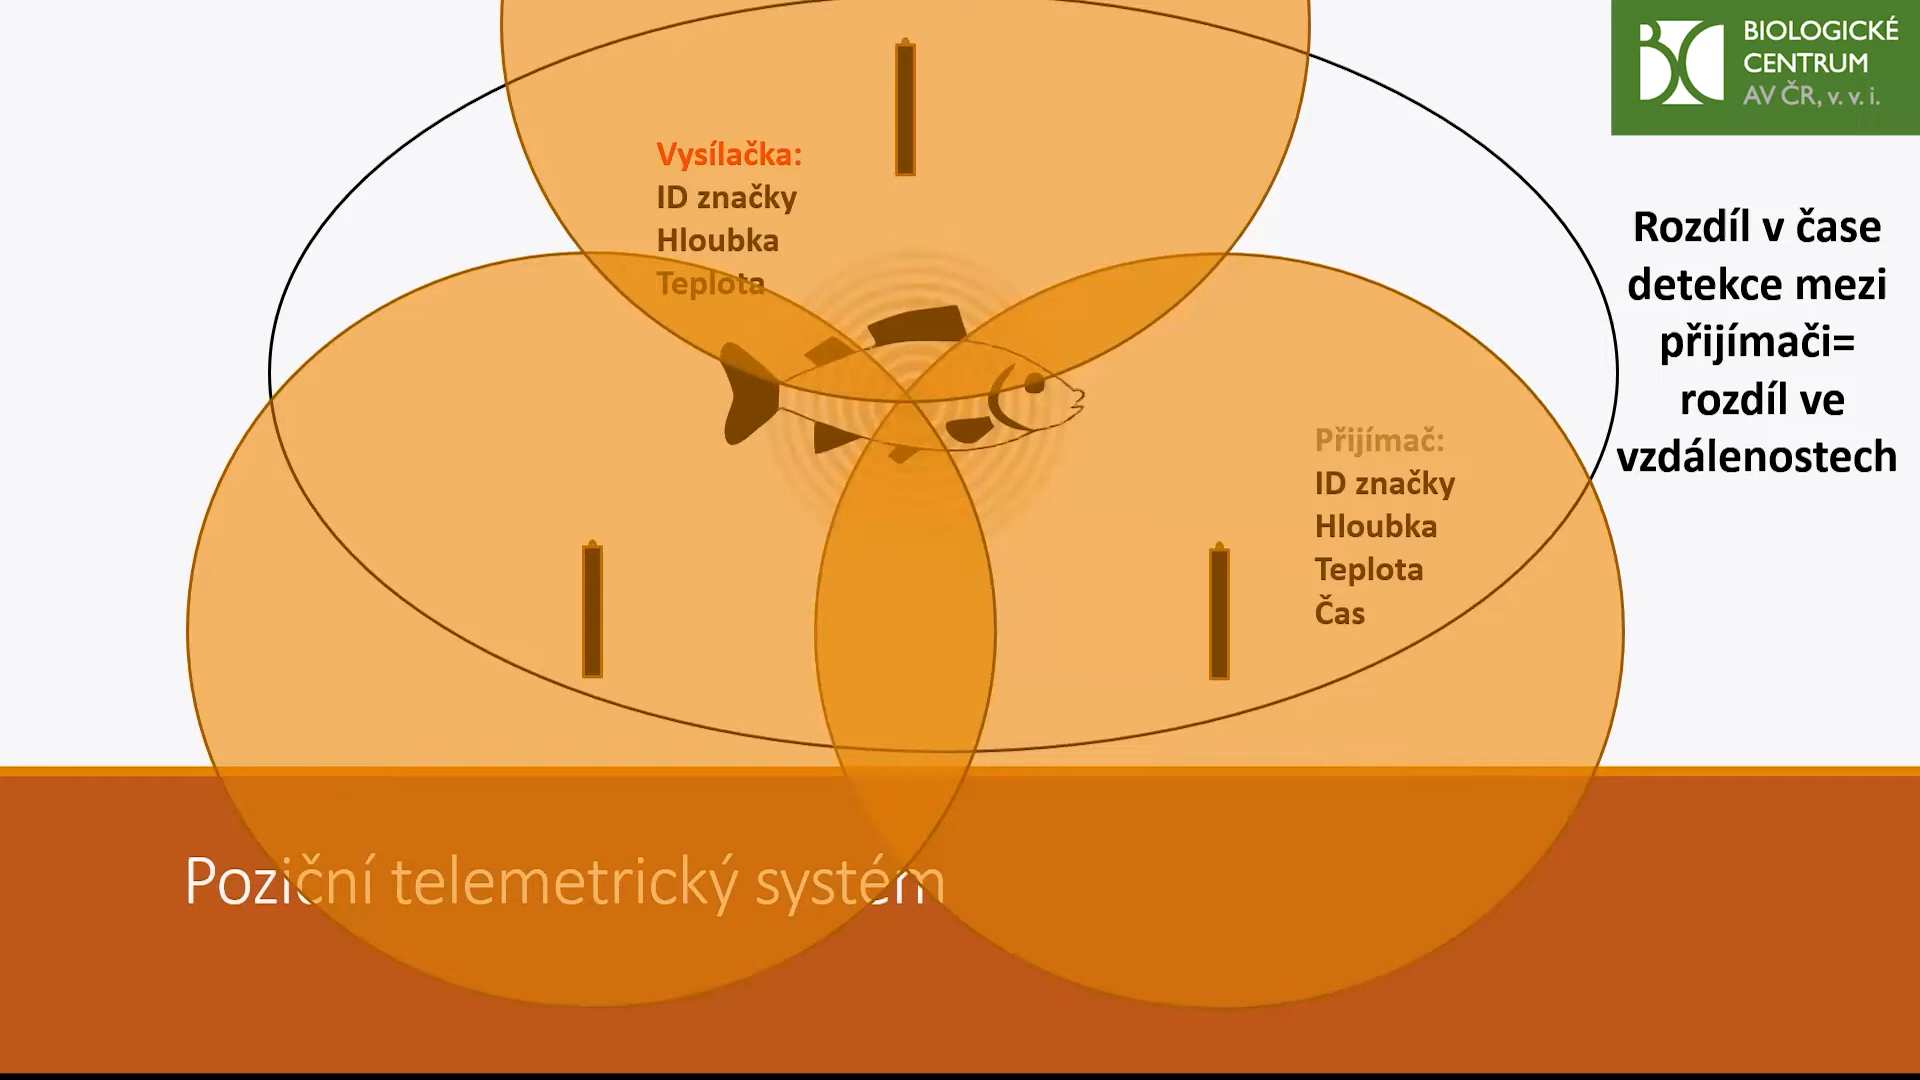 BIOLOGICKÉ
CENTRUM
AV ČR, v. v. i.
Vysílačka:
ID značky
Hloubka
Teplota
Rozdíl v čase
detekce mezi
přijímači=
rozdíl ve
vzdálenostech
Přijímač:
ID značky
Hloubka
Teplota
Čas
Poziční telemetrický systém